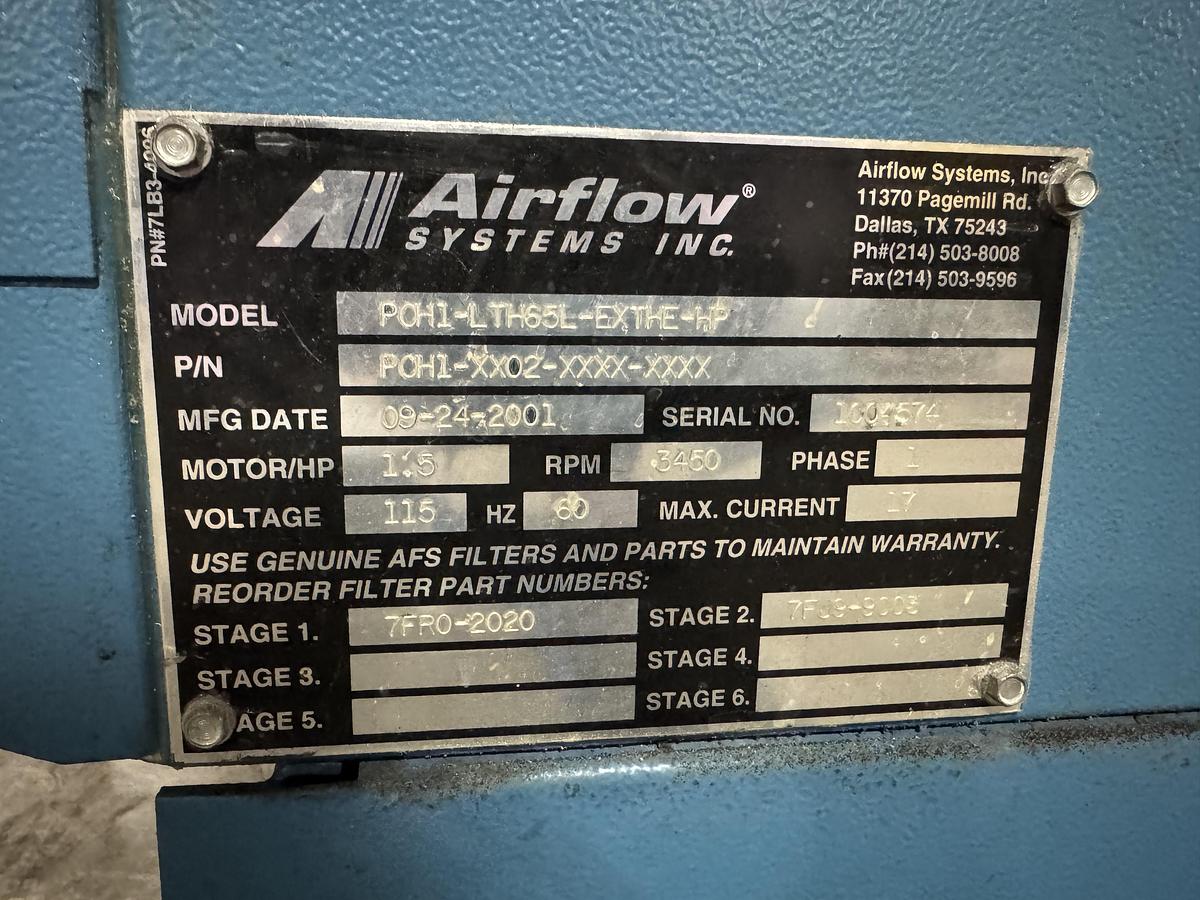 PN#7LB3-
Airflow®
SYSTEMS INC.
Airflow Systems, Inc.
11370 Pagemill Rd.
Dallas, TX 75243
Ph#(214) 503-8008
Fax(214) 503-9596
MODEL POH1-LTH65L-EXTHE-HP
P/N POH1-XX02-XXXX-XXXX
MFG DATE 09-24-2001 SERIAL NO. 1004574
MOTOR/HP 1.5 RPM 3450 PHASE 1
VOLTAGE 115 HZ 60 MAX. CURRENT 17
USE GENUINE AFS FILTERS AND PARTS TO MAINTAIN WARRANTY.
REORDER FILTER PART NUMBERS:
STAGE 1. 7FR0-2020 STAGE 2.
STAGE 3. STAGE 4.
AGE 5. STAGE 6.